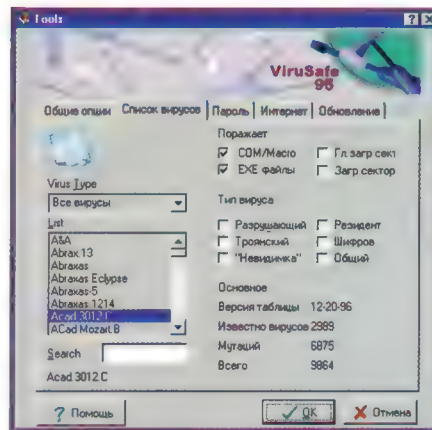 Tools
ViruSafe
95
Общие опции
Список вирусов
Пароль
Интернет
Обновление
Virus Type
Все вирусы
List
A&A
Abrax.13
Abraxas
Abraxas Eclypse
Abraxas-5
Abraxas 1214
Acad 3012 C
ACad Mozart.B
Search
Acad 3012 C
Поражает
COM/Macro
Гл.загр сект
EXE файлы
Загр сектор
Тип вируса
Разрушающий
Резидент
Троянский
Шифров
"Невидимка"
Общий
Основное
Версия таблицы 12-20-96
Известно вирусов 2989
Мутаций 6875
Всего 9864
? Помощь
OK
Отмена